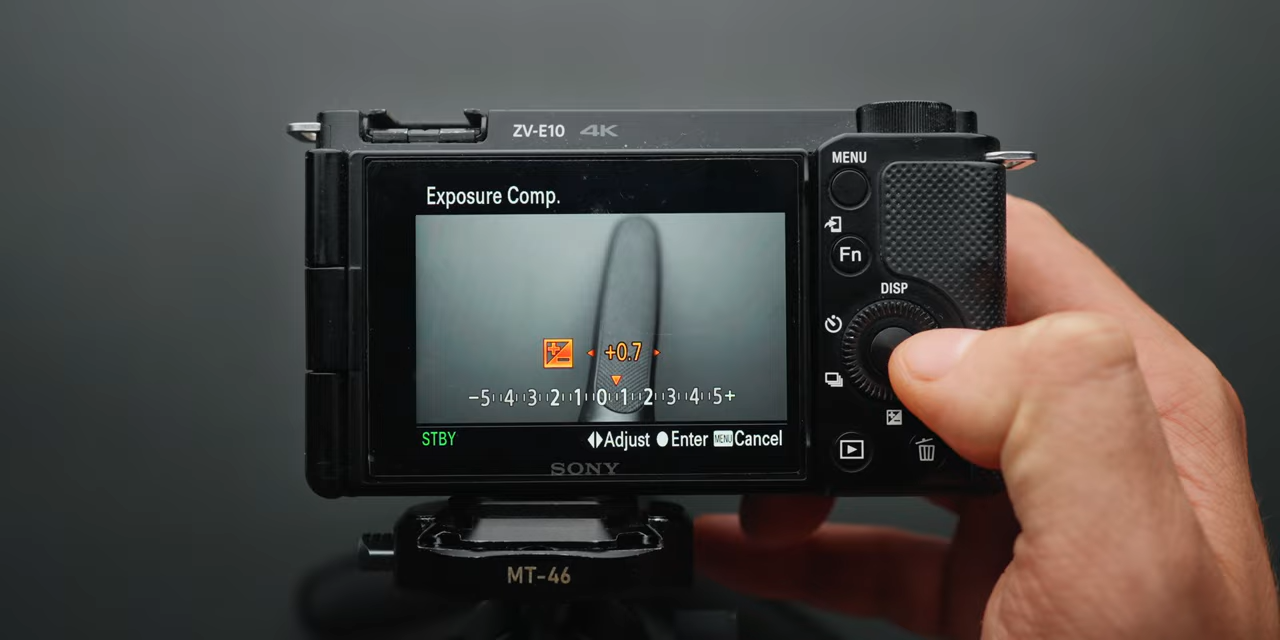 ZV-E10 4K
MENU
Exposure Comp.
Fn
DISP
+0.7
−5 4 3 2 1 0 1 2 3 4 5+
STBY Adjust Enter MENU Cancel
SONY
MT-46